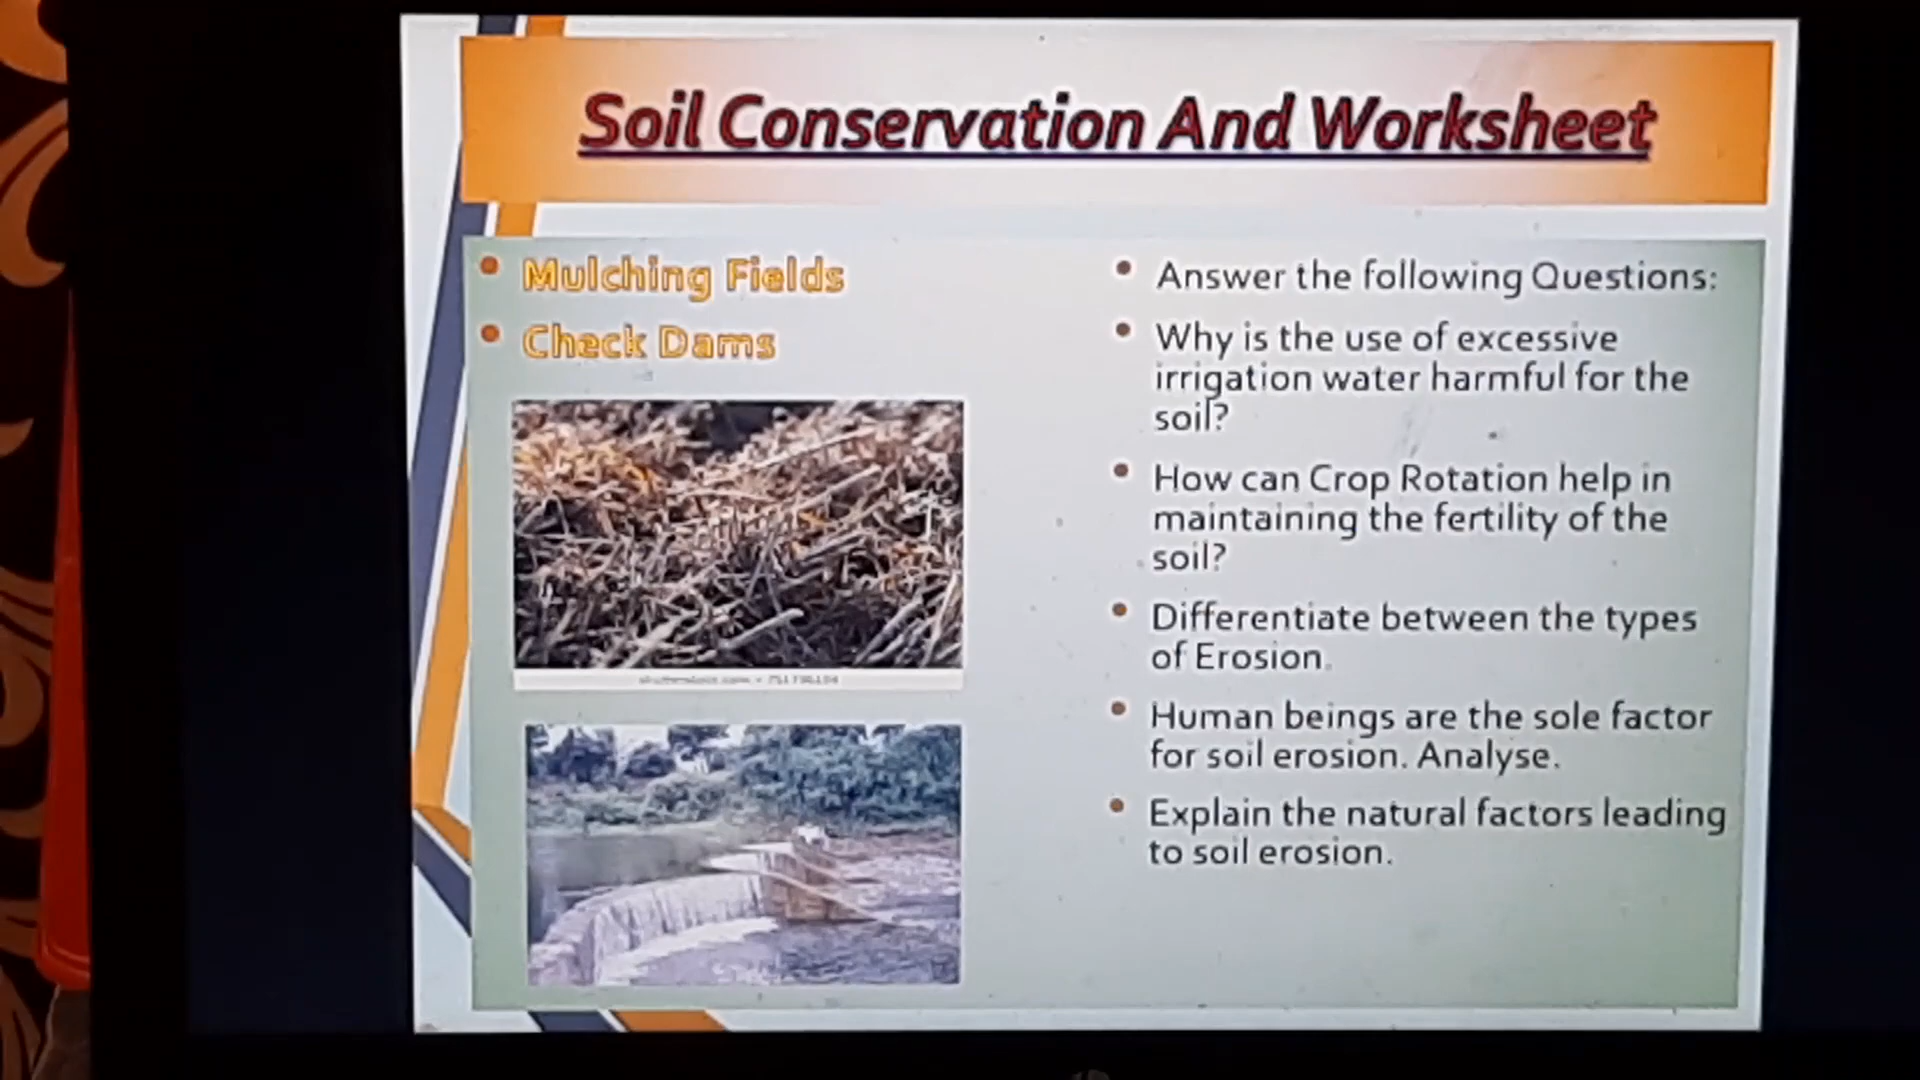 Soil Conservation And Worksheet
Mulching Fields
Check Dams
Answer the following Questions:
Why is the use of excessive
irrigation water harmful for the
soil?
How can Crop Rotation help in
maintaining the fertility of the
soil?
Differentiate between the types
of Erosion.
Human beings are the sole factor
for soil erosion. Analyse.
Explain the natural factors leading
to soil erosion.